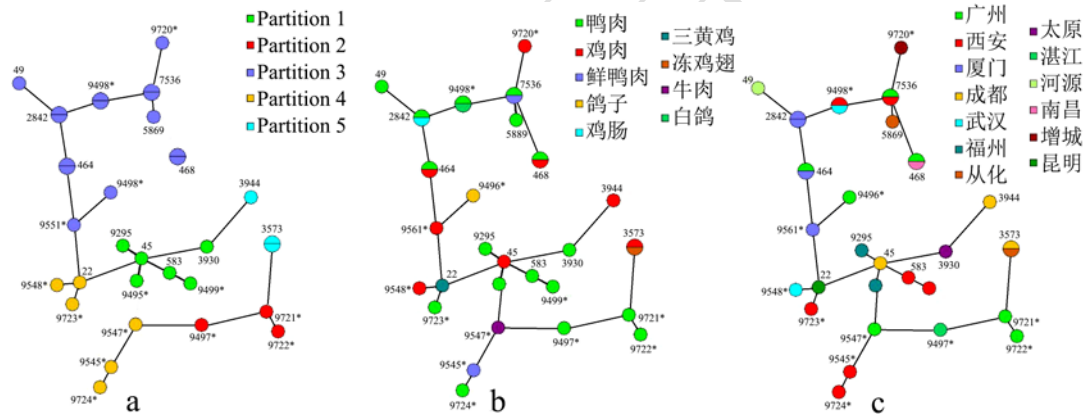 Partition 1
Partition 2
Partition 3
Partition 4
Partition 5
9720*
49
9498*
7536
2842
5869
464
468
9498*
3944
9551*
9295
45
3573
22
3930
583
9548*
9495*
9499*
9723*
9721*
9547*
9497*
9722*
9545*
9724*
a
鸭肉
鸡肉
鲜鸭肉
鸽子
鸡肠
三黄鸡
冻鸡翅
牛肉
白鸽
9720*
49
9498*
7536
2842
5889
464
468
9496*
3944
9561*
9295
45
3573
22
3930
583
9548*
9499*
9723*
9721*
9547*
9497*
9722*
9545*
9724*
b
广州
西安
厦门
成都
武汉
福州
从化
太原
湛江
河源
南昌
增城
昆明
9720*
49
9498*
7536
2842
5869
464
468
9496*
3944
9561*
9295
45
3573
22
3930
583
9548*
9723*
9721*
9547*
9497*
9722*
9545*
9724*
c